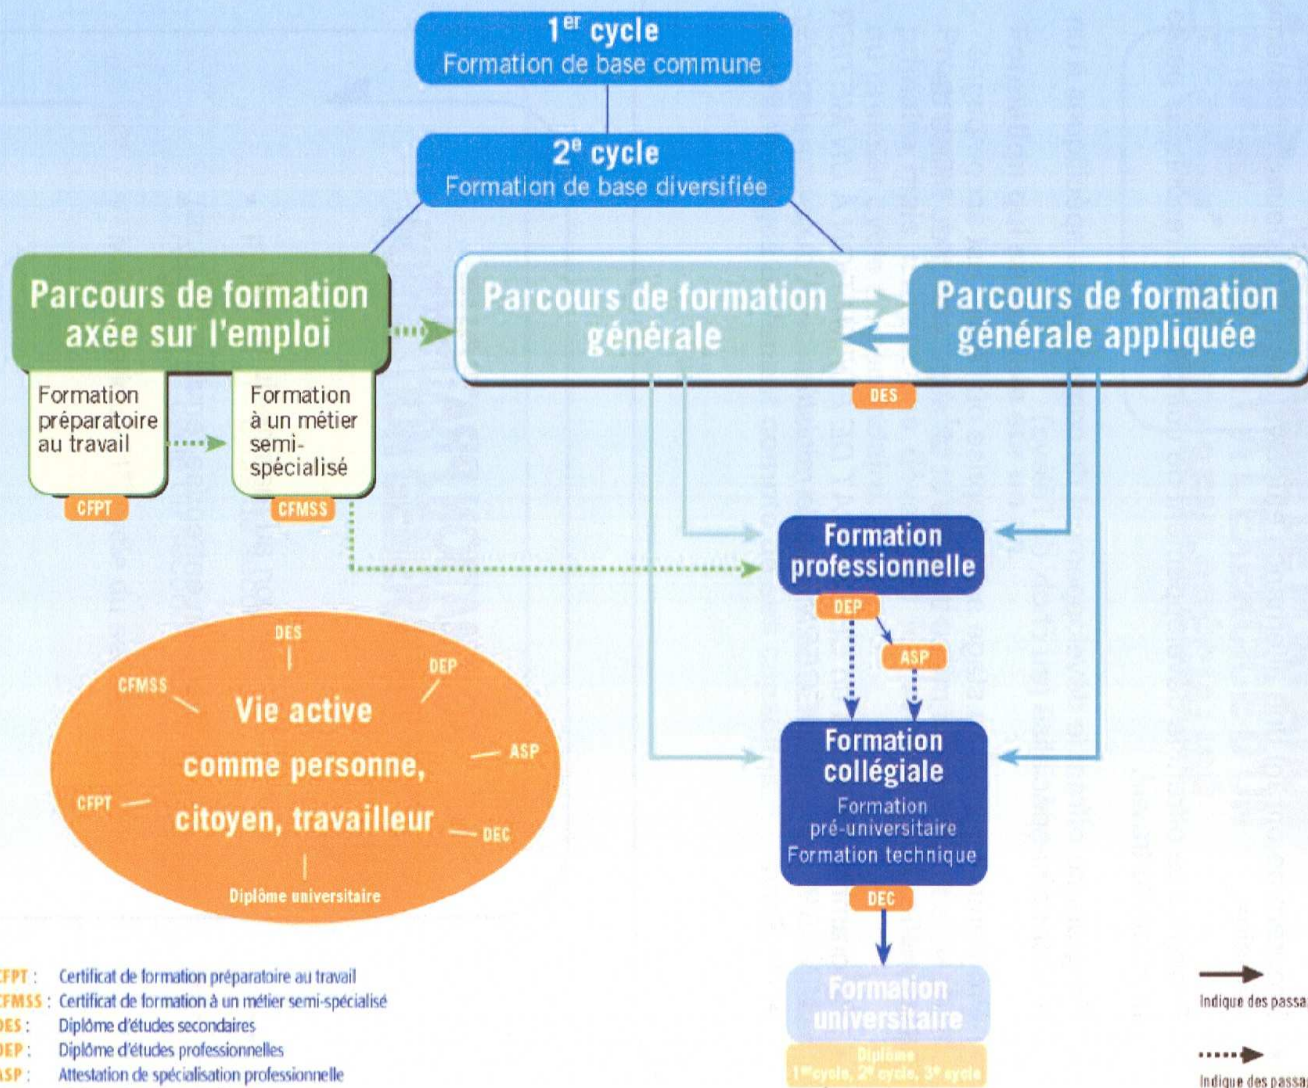 1er cycle
Formation de base commune
2e cycle
Formation de base diversifiée
Parcours de formation
axée sur l'emploi
Parcours de formation
générale
Parcours de formation
générale appliquée
DES
Formation
préparatoire
au travail
CFPT
Formation
à un métier
semi-
spécialisé
CFMSS
Formation
professionnelle
DEP
ASP
Formation
collégiale
Formation
pré-universitaire
Formation technique
DEC
Formation
universitaire
Diplôme
1er cycle, 2e cycle, 3e cycle
DES
DEP
CFMSS
Vie active
comme personne,
citoyen, travailleur
ASP
CFPT
DEC
Diplôme universitaire
CFPT : Certificat de formation préparatoire au travail
CFMSS : Certificat de formation à un métier semi-spécialisé
DES : Diplôme d'études secondaires
DEP : Diplôme d'études professionnelles
ASP : Attestation de spécialisation professionnelle
Indique des
Indique des